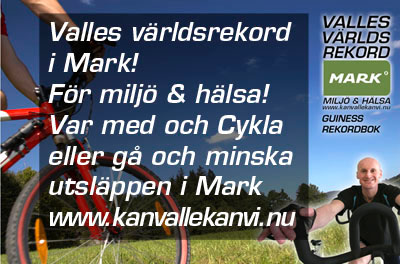 Valles världsrekord
i Mark!
För miljö & hälsa!
Var med och Cykla
eller gå och minska
utsläppen i Mark
www.kanvallekanvi.nu
VALLES
VÄRLDS
REKORD
MARK
MILJÖ & HÄLSA
www.kanvallekanvi.nu
GUINESS
REKORDBOK